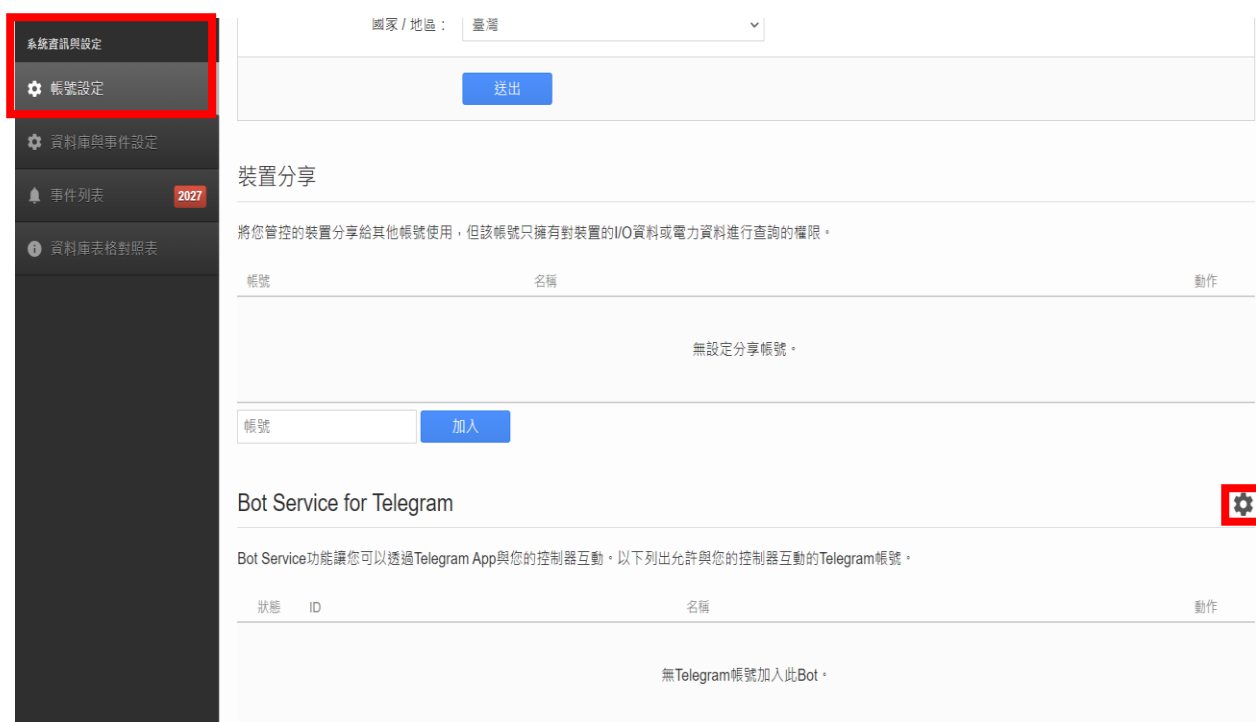 系統資訊與設定
帳號設定
資料庫與事件設定
事件列表 2027
資料庫表格對照表
國家 / 地區： 臺灣
送出
裝置分享
將您管控的裝置分享給其他帳號使用，但該帳號只擁有對裝置的I/O資料或電力資料進行查詢的權限。
帳號 名稱 動作
無設定分享帳號。
帳號 加入
Bot Service for Telegram
Bot Service功能讓您可以透過Telegram App與您的控制器互動。以下列出允許與您的控制器互動的Telegram帳號。
狀態 ID 名稱 動作
無Telegram帳號加入此Bot。